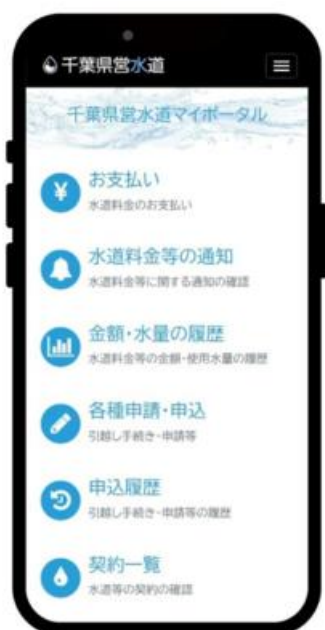 千葉県営水道
千葉県営水道マイポータル
お支払い
水道料金のお支払い
水道料金等の通知
水道料金等に関する通知の確認
金額・水量の履歴
水道料金等の金額・使用水量の履歴
各種申請・申込
引越し手続き・申請等
申込履歴
引越し手続き・申請等の履歴
契約一覧
水道等の契約の確認